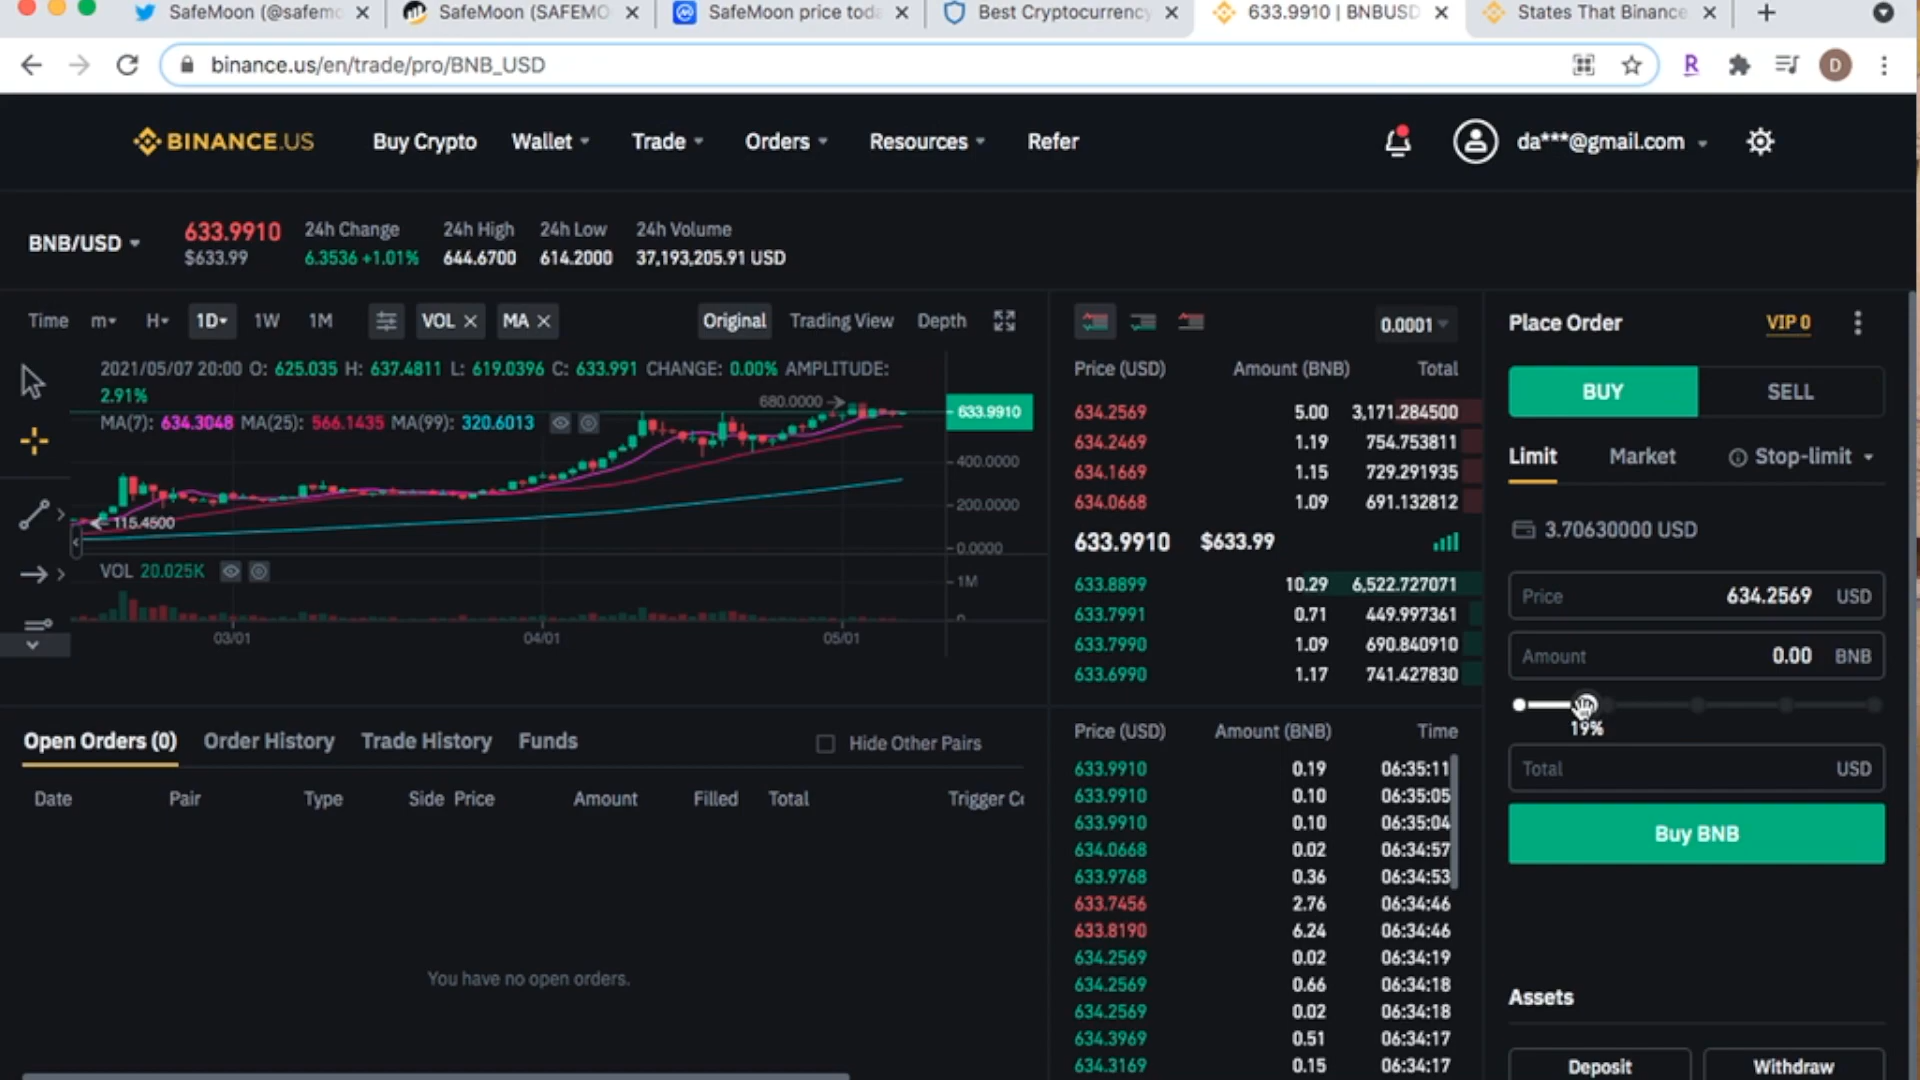 SafeMoon (@safemo
SafeMoon (SAFEMO
SafeMoon price toda
Best Cryptocurrency
633.9910 | BNBUSD
States That Binance
binance.us/en/trade/pro/BNB_USD
R
D
BINANCE.US
Buy Crypto
Wallet
Trade
Orders
Resources
Refer
da***@gmail.com
BNB/USD
633.9910
$633.99
24h Change
6.3536 +1.01%
24h High
644.6700
24h Low
614.2000
24h Volume
37,193,205.91 USD
Time m H 1D 1W 1M VOL MA Original Trading View Depth
2021/05/07 20:00 O: 625.035 H: 637.4811 L: 619.0396 C: 633.991 CHANGE: 0.00% AMPLITUDE:
2.91%
MA(7): 634.3048 MA(25): 566.1435 MA(99): 320.6013
680.0000
115.4500
633.9910
400.0000
200.0000
0.0000
VOL 20.025K
1M
0
03/01 04/01 05/01
0.0001
Price (USD) Amount (BNB) Total
634.2569 5.00 3,171.284500
634.2469 1.19 754.753811
634.1669 1.15 729.291935
634.0668 1.09 691.132812
633.9910 $633.99
633.8899 10.29 6,522.727071
633.7991 0.71 449.997361
633.7990 1.09 690.840910
633.6990 1.17 741.427830
Price (USD) Amount (BNB) Time
633.9910 0.19 06:35:11
633.9910 0.10 06:35:05
633.9910 0.10 06:35:04
634.0668 0.02 06:34:57
633.9768 0.36 06:34:53
633.7456 2.76 06:34:46
633.8190 6.24 06:34:46
634.2569 0.02 06:34:19
634.2569 0.66 06:34:18
634.2569 0.02 06:34:18
634.3969 0.51 06:34:17
634.3169 0.15 06:34:17
Open Orders (0) Order History Trade History Funds Hide Other Pairs
Date Pair Type Side Price Amount Filled Total Trigger Co
You have no open orders.
Place Order
VIP 0
BUY SELL
Limit Market Stop-limit
3.70630000 USD
Price 634.2569 USD
Amount 0.00 BNB
19%
Total USD
Buy BNB
Assets
Deposit Withdraw